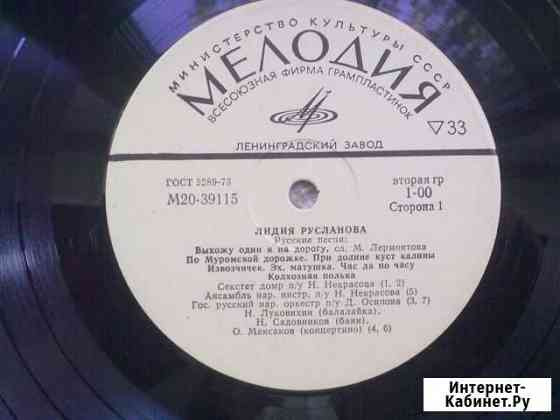 МИНИСТЕРСТВО КУЛЬТУРЫ СССР
МЕЛОДИЯ
ВСЕСОЮЗНАЯ ФИРМА ГРАМПЛАСТИНОК
▽33
ЛЕНИНГРАДСКИЙ ЗАВОД
ГОСТ 5289-73
М20-39115
вторая гр
1-00
Сторона 1
ЛИДИЯ РУСЛАНОВА
Русские песни:
Выхожу один я на дорогу, сл. М. Лермонтова
По Муромской дорожке. При долине куст калины
Извозчичек. Эх, матушка. Час да по часу
Колхозная полька
Секстет домр п/у Н. Некрасова (1, 2)
Ансамбль нар. инстр. п/у Н. Некрасова (5)
Гос. русский нар. оркестр п/у Д. Осипова (3, 7)
Н. Луковихин (балалайка),
Н. Садовников (баян),
О. Мексаков (концертино) (4, 6)
Интернет-
Кабинет.Ру